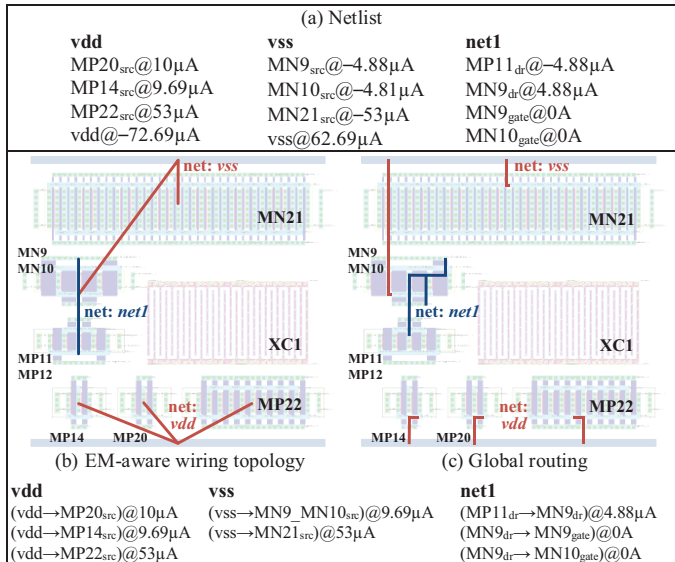 (a) Netlist
vdd vss net1
MP20src@10µA MN9src@−4.88µA MP11dr@−4.88µA
MP14src@9.69µA MN10src@−4.81µA MN9dr@4.88µA
MP22src@53µA MN21src@−53µA MN9gate@0A
vdd@−72.69µA vss@62.69µA MN10gate@0A
net: vss
MN21
MN9
MN10
net: net1
XC1
MP11
MP12
net:
vdd
MP22
MP14 MP20
(b) EM-aware wiring topology
net: vss
MN21
MN9
MN10
net: net1
XC1
MP11
MP12
MP22
net:
vdd
MP14 MP20
(c) Global routing
vdd vss net1
(vdd→MP20src)@10µA (vss→MN9_MN10src)@9.69µA (MP11dr→MN9dr)@4.88µA
(vdd→MP14src)@9.69µA (vss→MN21src)@53µA (MN9dr→ MN9gate)@0A
(vdd→MP22src)@53µA (MN9dr→ MN10gate)@0A